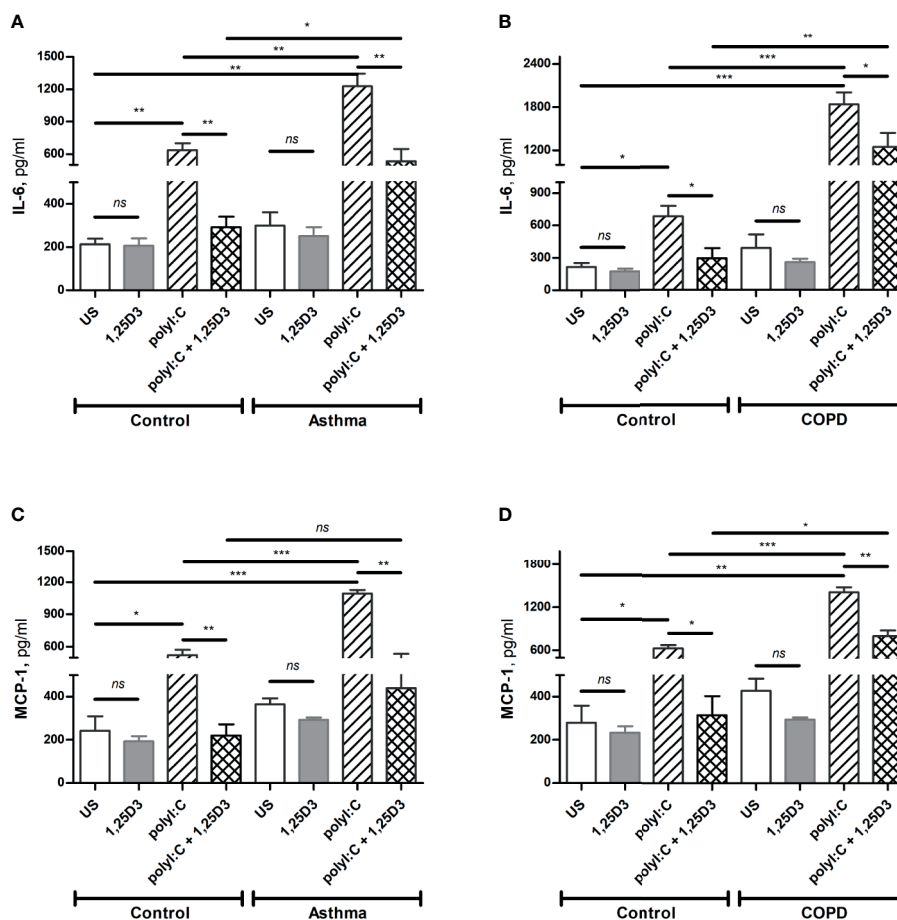 A
*
**
**
**
**
**
ns
ns
1500
1200
900
600
400
200
0
IL-6, pg/ml
US
1,25D3
polyI:C
polyI:C + 1,25D3
US
1,25D3
polyI:C
polyI:C + 1,25D3
Control
Asthma
B
**
***
***
*
*
*
ns
ns
2400
1800
1200
900
600
300
0
IL-6, pg/ml
US
1,25D3
polyI:C
polyI:C + 1,25D3
US
1,25D3
polyI:C
polyI:C + 1,25D3
Control
COPD
C
ns
***
***
**
*
**
ns
ns
1500
1200
900
600
400
200
0
MCP-1, pg/ml
US
1,25D3
polyI:C
polyI:C + 1,25D3
US
1,25D3
polyI:C
polyI:C + 1,25D3
Control
Asthma
D
*
***
**
**
*
*
ns
ns
1800
1400
1000
600
400
200
0
MCP-1, pg/ml
US
1,25D3
polyI:C
polyI:C + 1,25D3
US
1,25D3
polyI:C
polyI:C + 1,25D3
Control
COPD